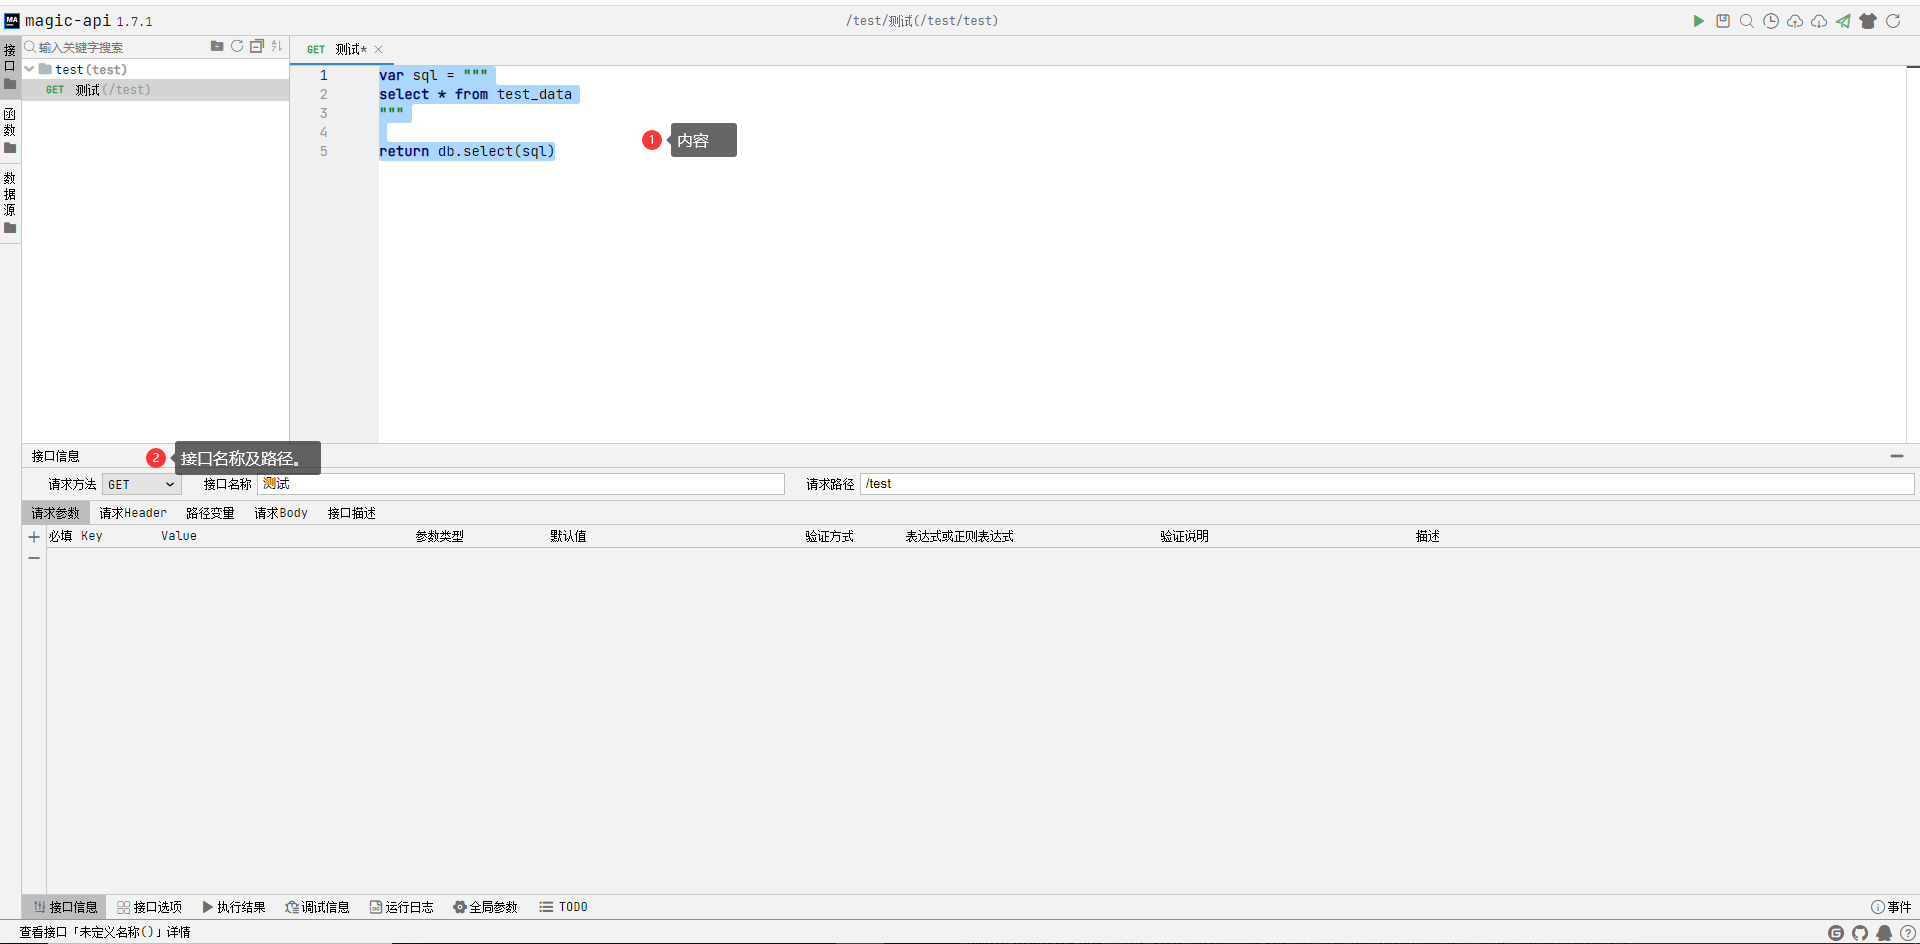 magic-api 1.7.1
/test/测试(/test/test)
接口
函数
数据源
输入关键字搜索
test(test)
GET 测试(/test)
GET 测试*
1 var sql = """
2 select * from test_data
3 """
4
5 return db.select(sql)
1 内容
接口信息
2 接口名称及路径。
请求方法 GET 接口名称 测试 请求路径 /test
请求参数 请求Header 路径变量 请求Body 接口描述
必填 Key Value 参数类型 默认值 验证方式 表达式或正则表达式 验证说明 描述
接口信息 接口选项 执行结果 调试信息 运行日志 全局参数 TODO 事件
查看接口「未定义名称()」详情